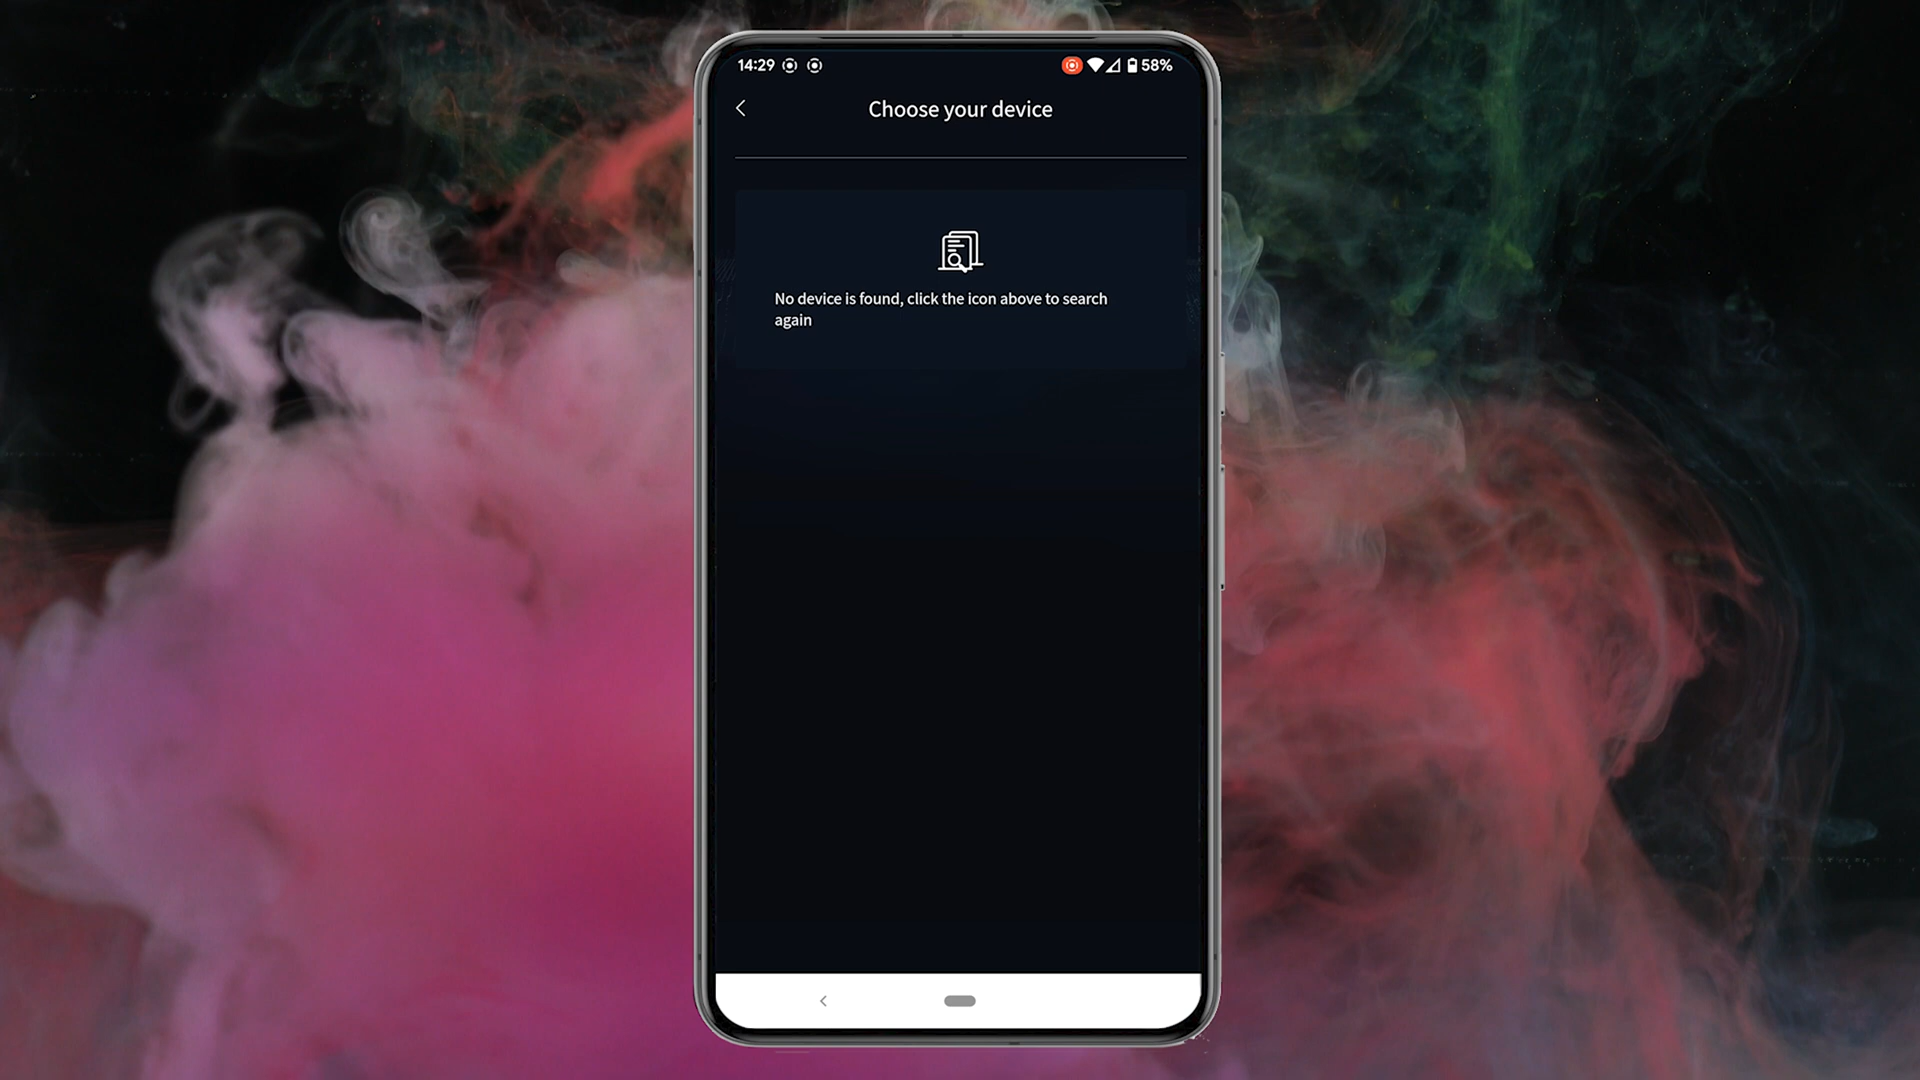 14:29
58%
Choose your device
No device is found, click the icon above to search
again